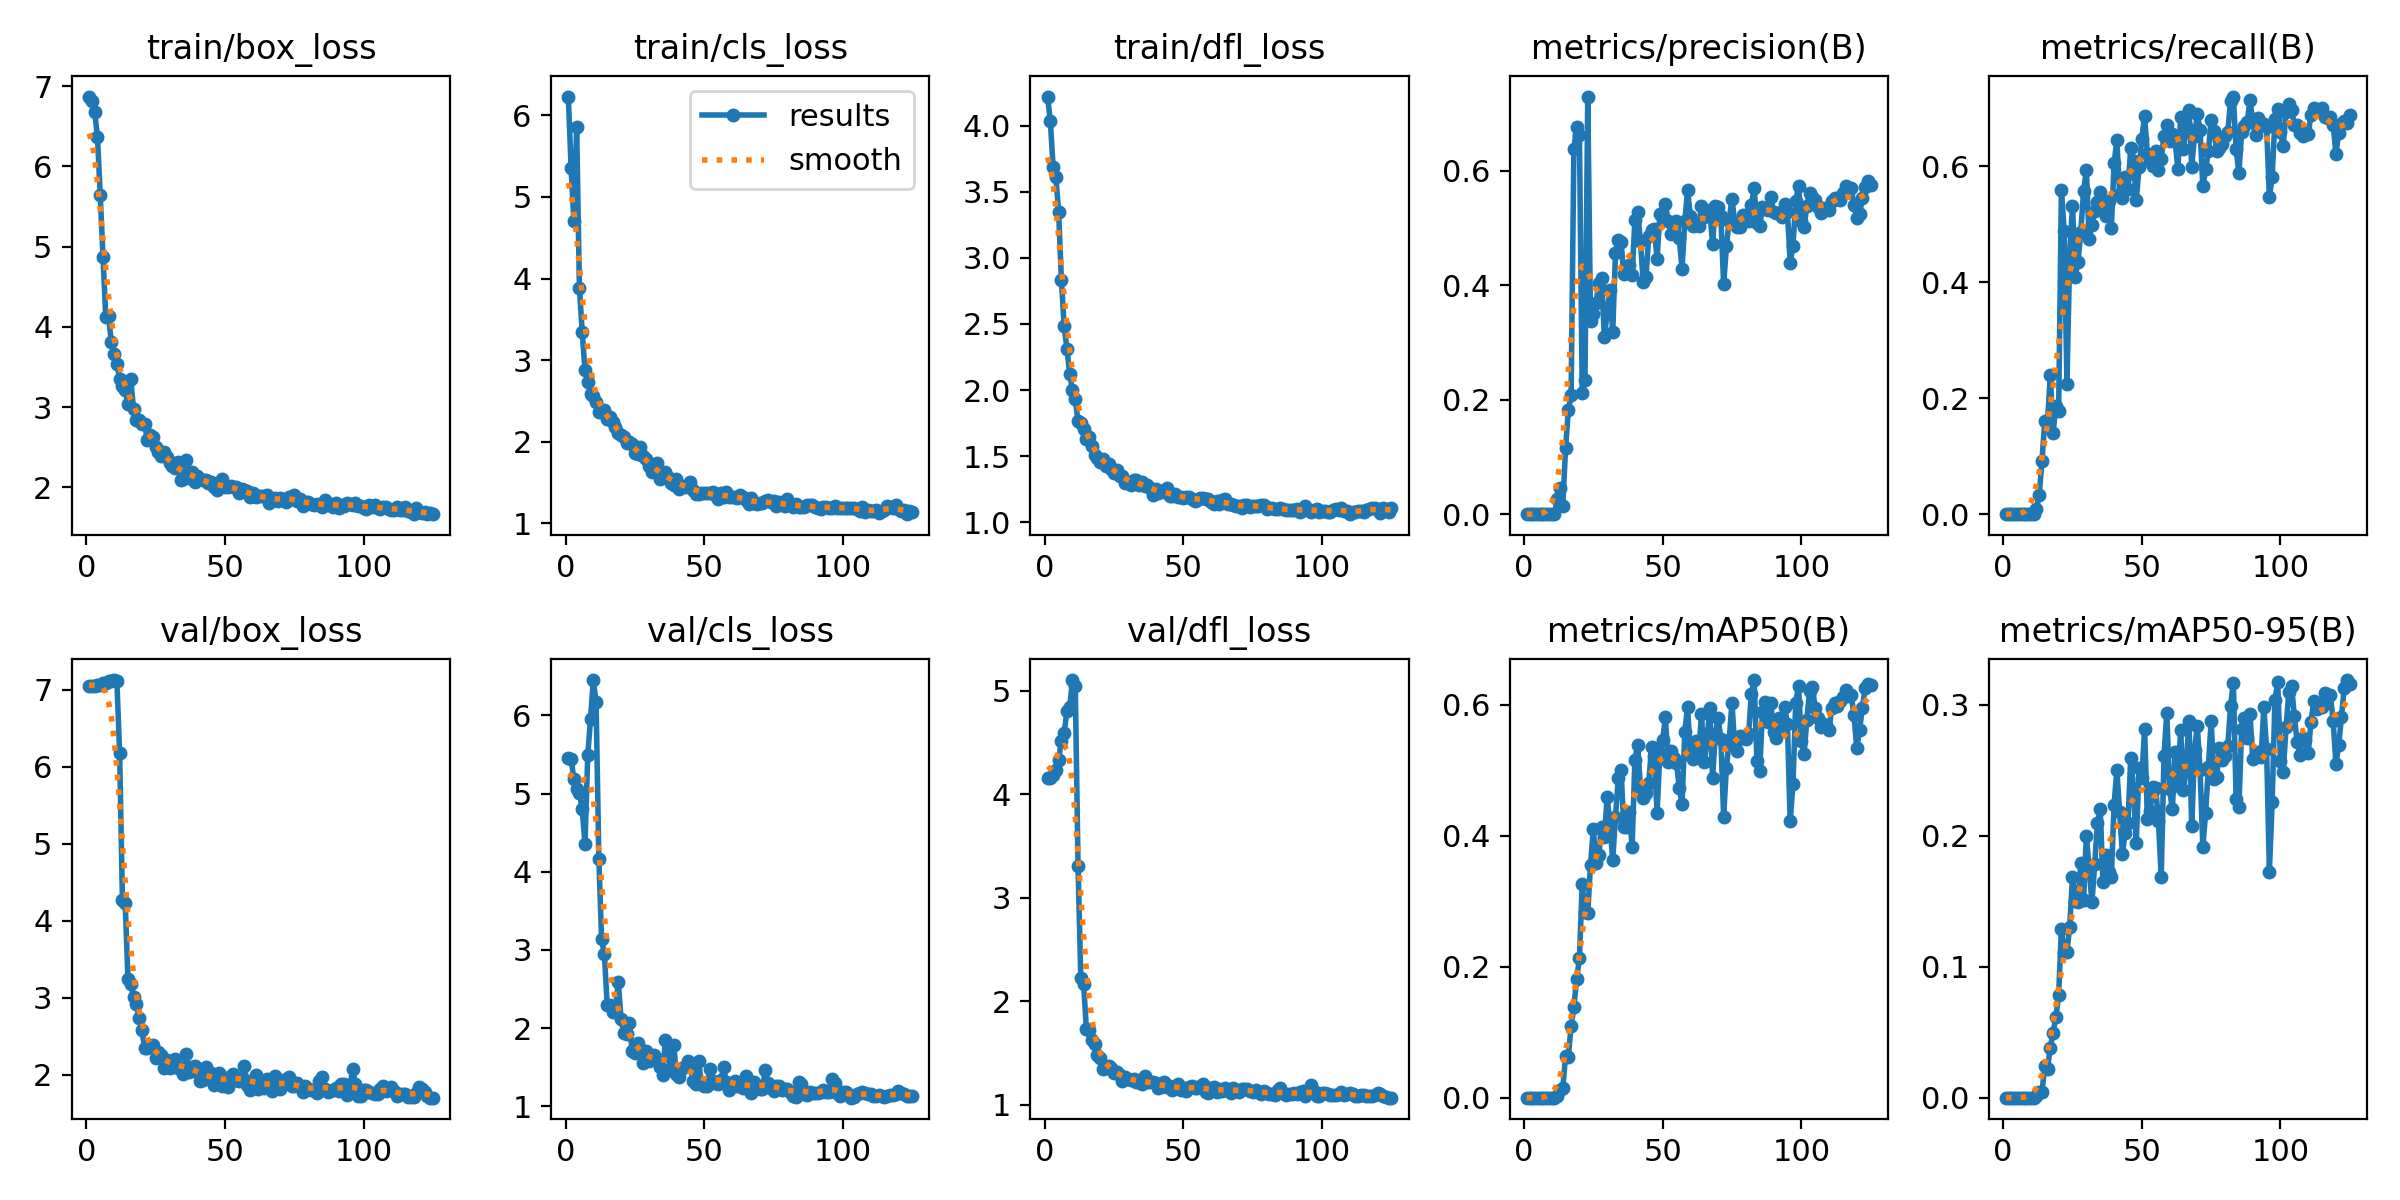 train/box_loss
7
6
5
4
3
2
0 50 100
train/cls_loss
results
smooth
6
5
4
3
2
1
0 50 100
train/dfl_loss
4.0
3.5
3.0
2.5
2.0
1.5
1.0
0 50 100
metrics/precision(B)
0.6
0.4
0.2
0.0
0 50 100
metrics/recall(B)
0.6
0.4
0.2
0.0
0 50 100
val/box_loss
7
6
5
4
3
2
0 50 100
val/cls_loss
6
5
4
3
2
1
0 50 100
val/dfl_loss
5
4
3
2
1
0 50 100
metrics/mAP50(B)
0.6
0.4
0.2
0.0
0 50 100
metrics/mAP50-95(B)
0.3
0.2
0.1
0.0
0 50 100